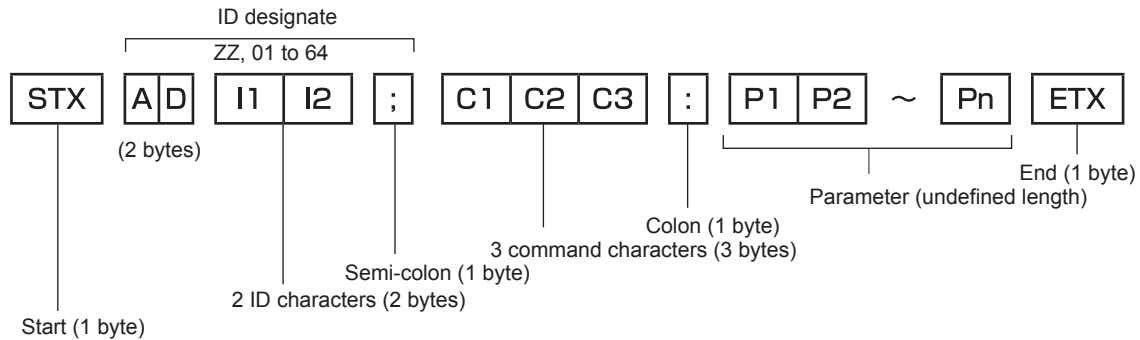 ID designate
ZZ, 01 to 64
STX A D I1 I2 ; C1 C2 C3 : P1 P2 ～ Pn ETX
(2 bytes)
End (1 byte)
Parameter (undefined length)
Colon (1 byte)
3 command characters (3 bytes)
Semi-colon (1 byte)
2 ID characters (2 bytes)
Start (1 byte)